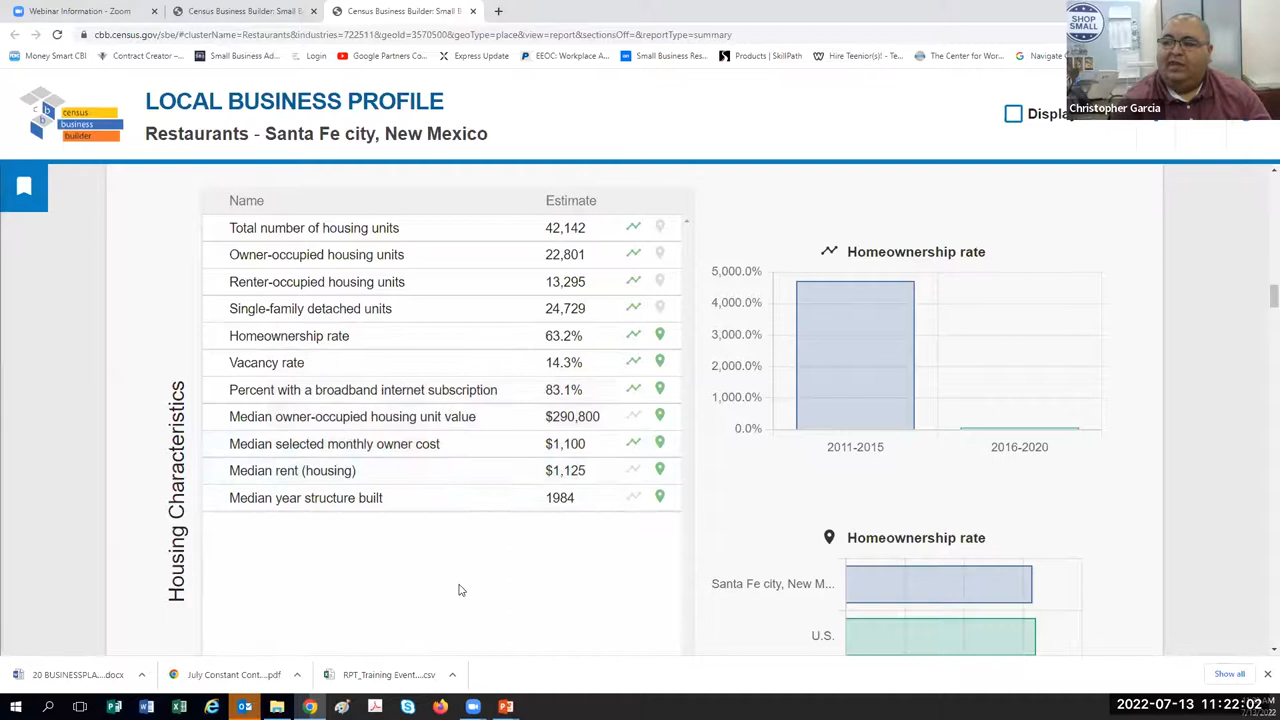 Webinar Information - Zoom
Census Business Builder: Small B
Census Business Builder: Small B
cbb.census.gov/sbe/#clusterName=Restaurants&industries=72251
570500&geoType=place&view=report&sectionsOff=&reportType=summary
Money Smart CBI
Contract Creator –...
Small Business Ad...
Login
Google Partners Co...
Express Update
EEOC: Workplace A...
Small Business Res...
Products | SkillPath
Hire Teenior(s) - Te...
The Center for Wor...
Navigate
SHOP
SMALL
Christopher Garcia
census
business
builder
LOCAL BUSINESS PROFILE
Restaurants - Santa Fe city, New Mexico
Displa
Housing Characteristics
Name Estimate
Total number of housing units 42,142
Owner-occupied housing units 22,801
Renter-occupied housing units 13,295
Single-family detached units 24,729
Homeownership rate 63.2%
Vacancy rate 14.3%
Percent with a broadband internet subscription 83.1%
Median owner-occupied housing unit value $290,800
Median selected monthly owner cost $1,100
Median rent (housing) $1,125
Median year structure built 1984
Homeownership rate
5,000.0%
4,000.0%
3,000.0%
2,000.0%
1,000.0%
0.0%
2011-2015 2016-2020
Homeownership rate
Santa Fe city, New M...
U.S.
20 BUSINESSPLA....docx
July Constant Cont....pdf
RPT_Training Event....csv
Show all
2022-07-13 11:22:02